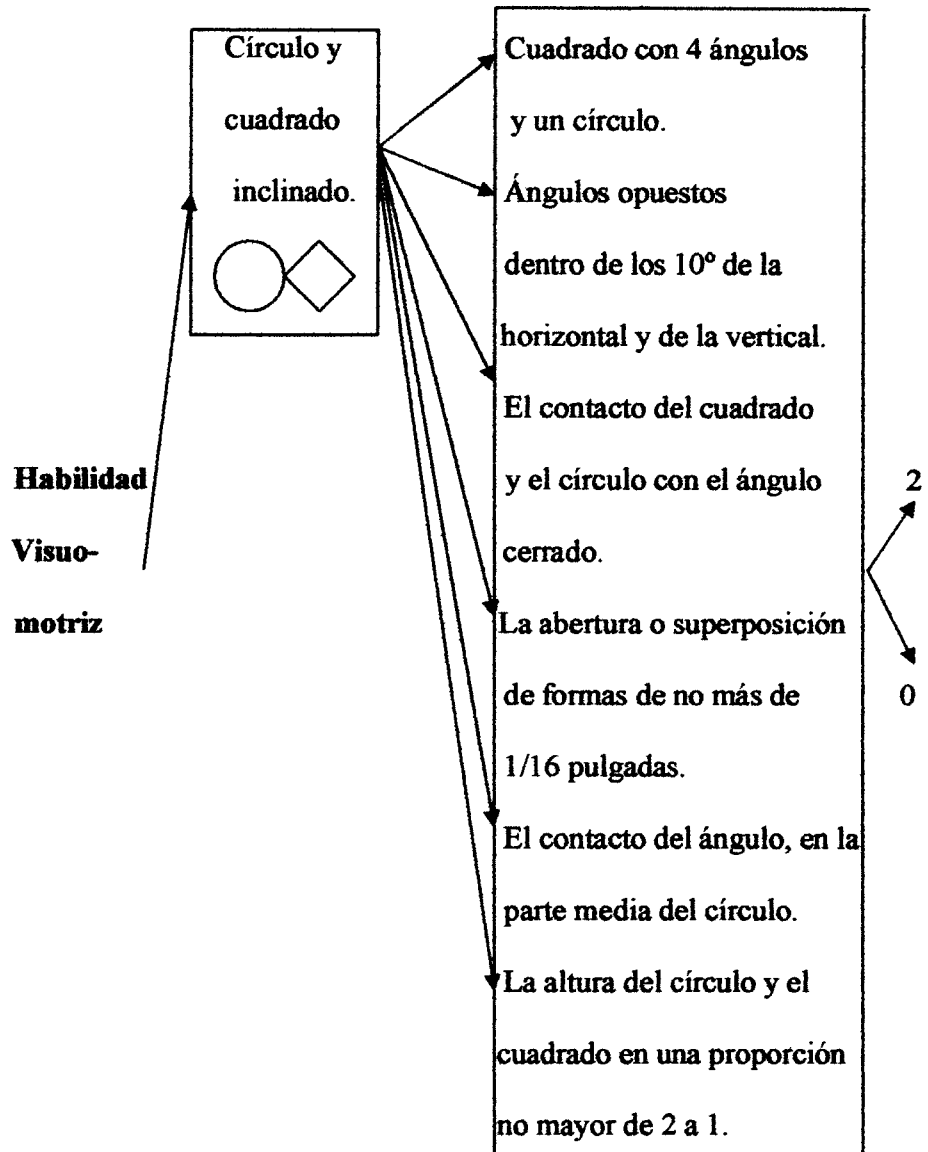 Habilidad
Visuo-
motriz
Círculo y
cuadrado
inclinado.
Cuadrado con 4 ángulos
y un círculo.
Ángulos opuestos
dentro de los 10º de la
horizontal y de la vertical.
El contacto del cuadrado
y el círculo con el ángulo
cerrado.
La abertura o superposición
de formas de no más de
1/16 pulgadas.
El contacto del ángulo, en la
parte media del círculo.
La altura del círculo y el
cuadrado en una proporción
no mayor de 2 a 1.
2
0